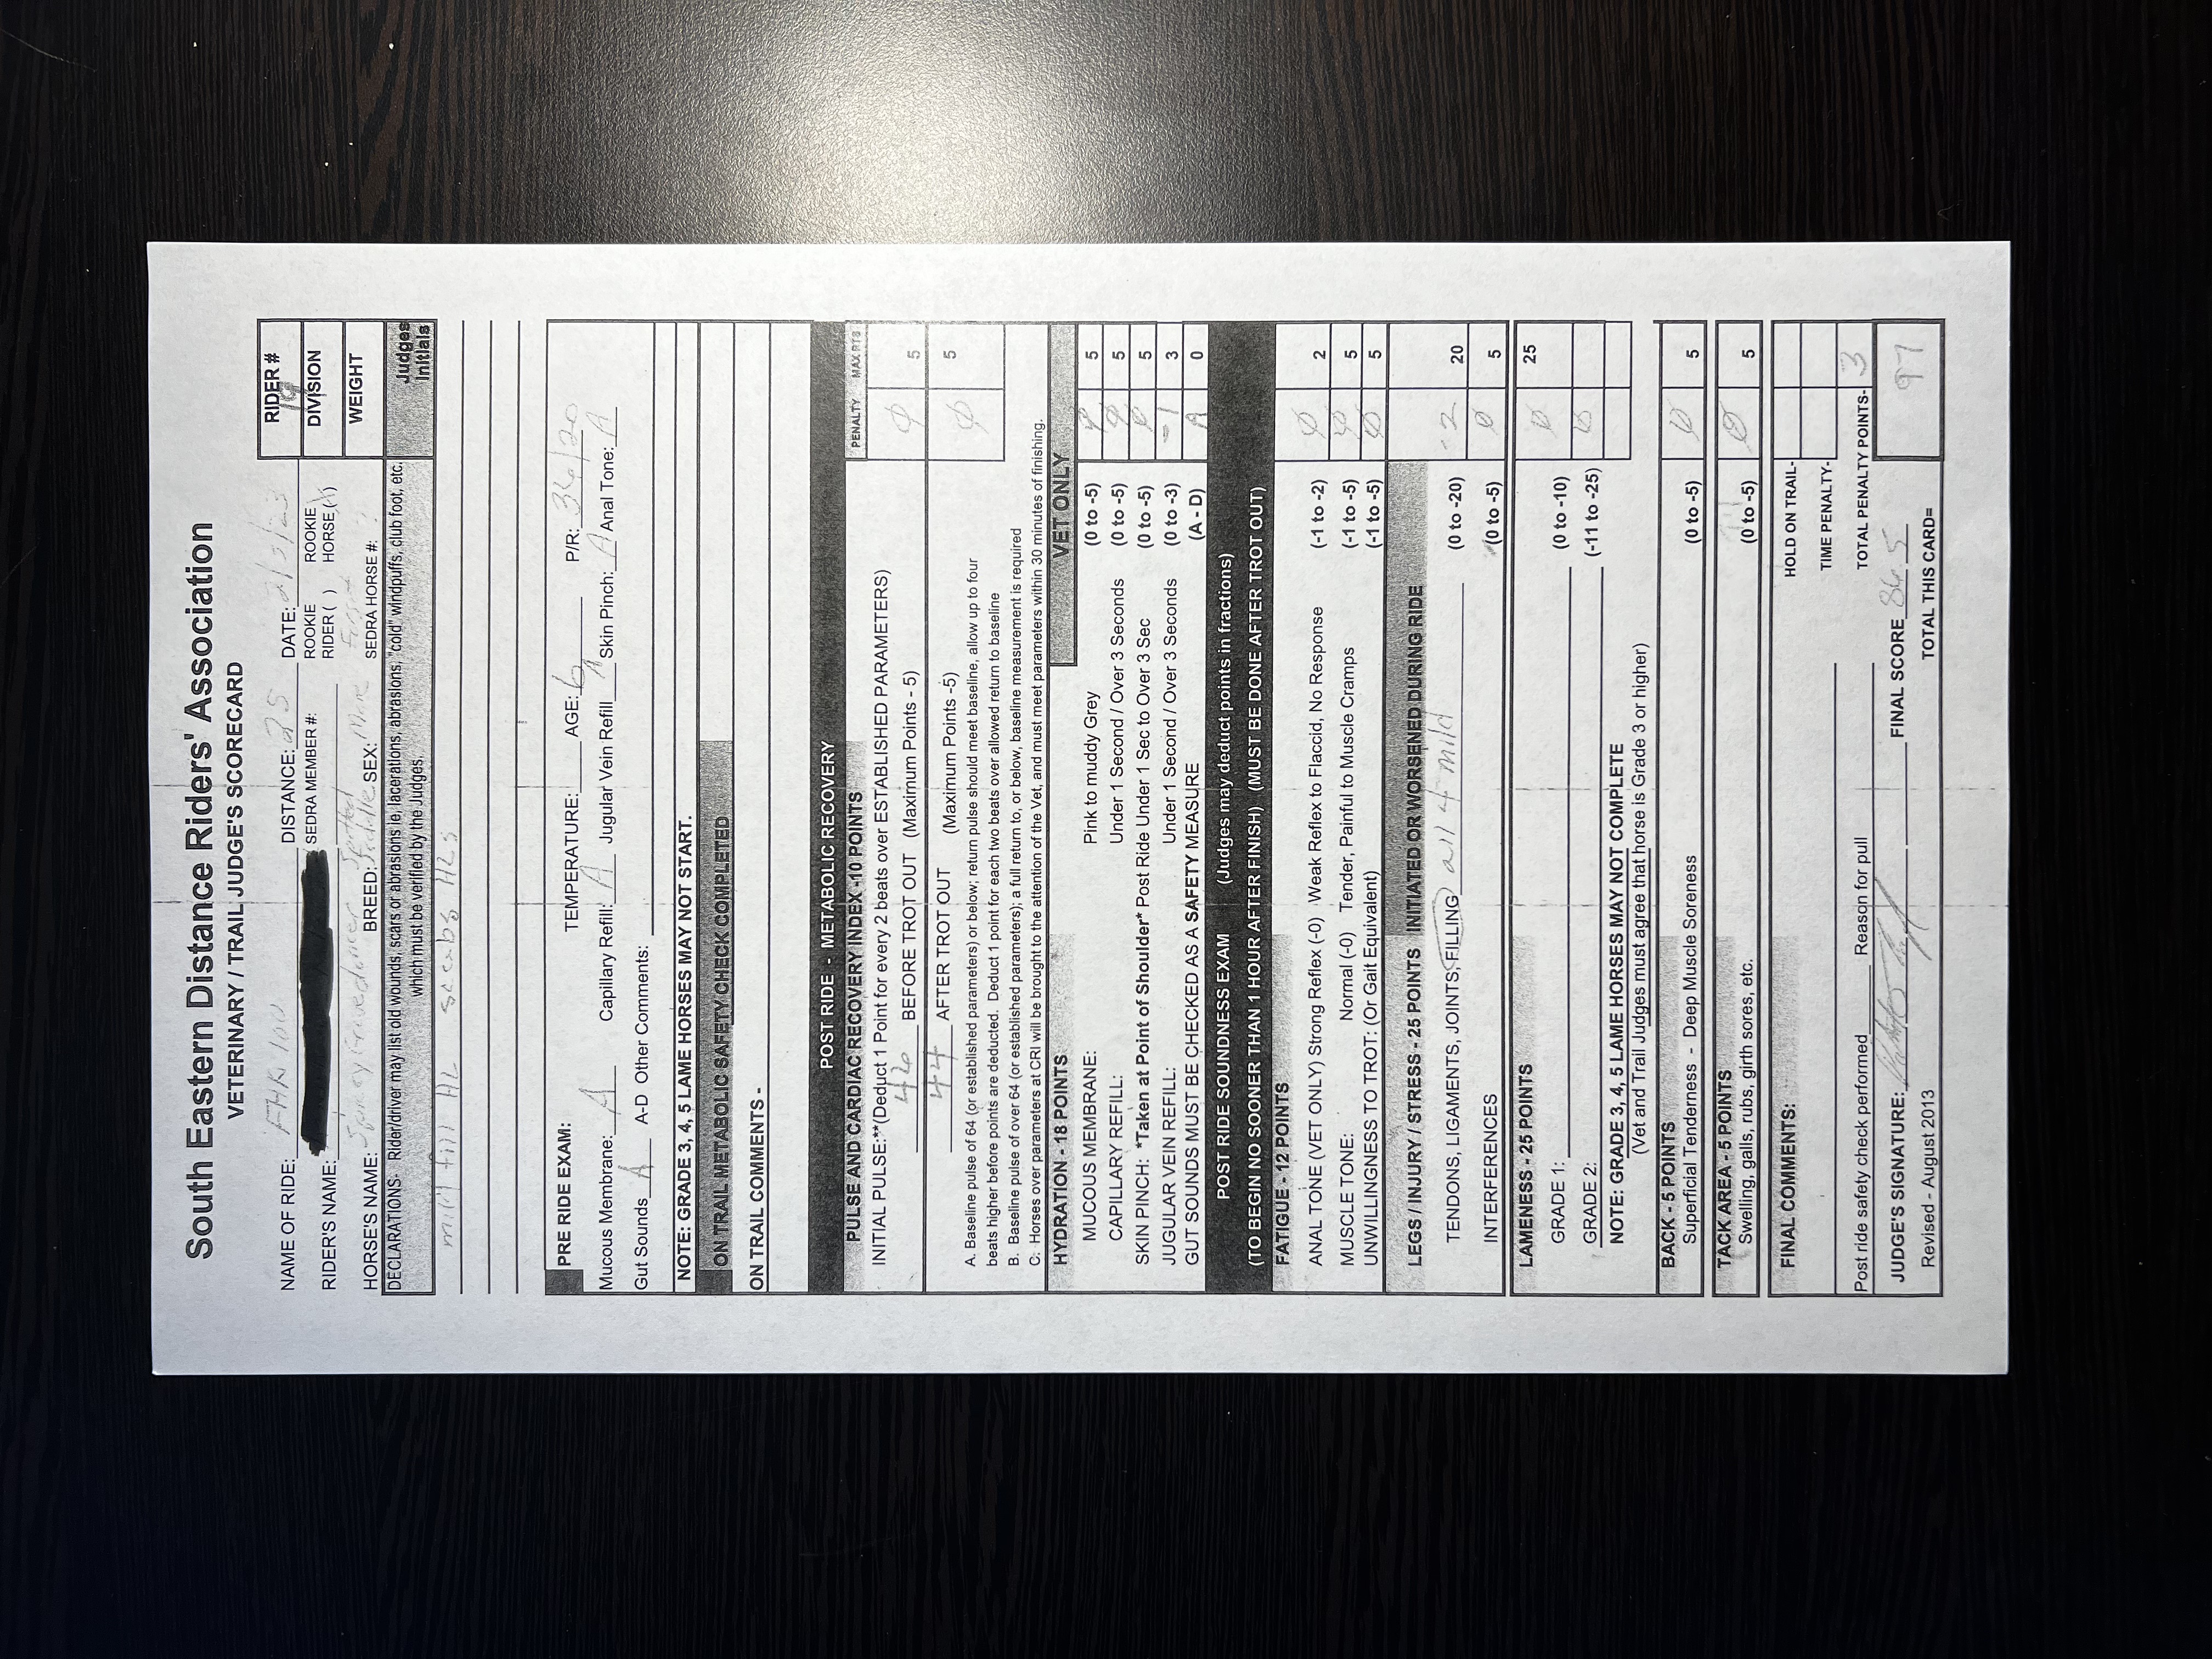 South Eastern Distance Riders' Association
VETERINARY / TRAIL JUDGE'S SCORECARD
NAME OF RIDE: FHA 100 DISTANCE: 25 DATE: 2/3/23 RIDER # 19
RIDER'S NAME: SEDRA MEMBER #: ROOKIE RIDER ( ) ROOKIE HORSE (X) DIVISION
HORSE'S NAME: BREED: Spotted Saddle SEX: Mare SEDRA HORSE #: WEIGHT
DECLARATIONS- Rider/driver may list old wounds, scars or abrasions ie, lacerations, abrasions, "cold" windpuffs, club foot, etc.
which must be verified by the Judges.
Judges Initials
mild fill HL scabs HLs
PRE RIDE EXAM: TEMPERATURE: AGE: 6 P/R: 36/20
Mucous Membrane: A Capillary Refill: A Jugular Vein Refill A Skin Pinch: A Anal Tone: A
Gut Sounds A A-D Other Comments:
NOTE: GRADE 3, 4, 5 LAME HORSES MAY NOT START.
ON TRAIL METABOLIC SAFETY CHECK COMPLETED
ON TRAIL COMMENTS -
POST RIDE - METABOLIC RECOVERY
PULSE AND CARDIAC RECOVERY INDEX -10 POINTS PENALTY MAX PTS
INITIAL PULSE:**(Deduct 1 Point for every 2 beats over ESTABLISHED PARAMETERS)
46 BEFORE TROT OUT (Maximum Points - 5) Ø 5
44 AFTER TROT OUT (Maximum Points -5) Ø 5
A. Baseline pulse of 64 (or established parameters) or below; return pulse should meet baseline, allow up to four
beats higher before points are deducted. Deduct 1 point for each two beats over allowed return to baseline
B. Baseline pulse of over 64 (or established parameters); a full return to, or below, baseline measurement is required
C. Horses over parameters at CRI will be brought to the attention of the Vet, and must meet parameters within 30 minutes of finishing.
HYDRATION - 18 POINTS VET ONLY
MUCOUS MEMBRANE: Pink to muddy Grey (0 to -5) Ø 5
CAPILLARY REFILL: Under 1 Second / Over 3 Seconds (0 to -5) Ø 5
SKIN PINCH: *Taken at Point of Shoulder* Post Ride Under 1 Sec to Over 3 Sec (0 to -5) Ø 5
JUGULAR VEIN REFILL: Under 1 Second / Over 3 Seconds (0 to -3) -1 3
GUT SOUNDS MUST BE CHECKED AS A SAFETY MEASURE (A - D) A 0
POST RIDE SOUNDNESS EXAM (Judges may deduct points in fractions)
(TO BEGIN NO SOONER THAN 1 HOUR AFTER FINISH) (MUST BE DONE AFTER TROT OUT)
FATIGUE - 12 POINTS
ANAL TONE (VET ONLY) Strong Reflex (-0) Weak Reflex to Flaccid, No Response (-1 to -2) Ø 2
MUSCLE TONE: Normal (-0) Tender, Painful to Muscle Cramps (-1 to -5) Ø 5
UNWILLINGNESS TO TROT: (Or Gait Equivalent) (-1 to -5) Ø 5
LEGS / INJURY / STRESS - 25 POINTS INITIATED OR WORSENED DURING RIDE
TENDONS, LIGAMENTS, JOINTS, FILLING all 4 mild (0 to -20) -2 20
INTERFERENCES (0 to -5) Ø 5
LAMENESS - 25 POINTS 25
GRADE 1: (0 to -10) Ø
GRADE 2: (-11 to -25) Ø
NOTE: GRADE 3, 4, 5 LAME HORSES MAY NOT COMPLETE
(Vet and Trail Judges must agree that horse is Grade 3 or higher)
BACK - 5 POINTS
Superficial Tenderness - Deep Muscle Soreness (0 to -5) Ø 5
TACK AREA - 5 POINTS
Swelling, galls, rubs, girth sores, etc. (0 to -5) Ø 5
FINAL COMMENTS: HOLD ON TRAIL-
TIME PENALTY-
Post ride safety check performed Reason for pull TOTAL PENALTY POINTS- 3
JUDGE'S SIGNATURE: FINAL SCORE 86.5
Revised - August 2013 TOTAL THIS CARD= 97